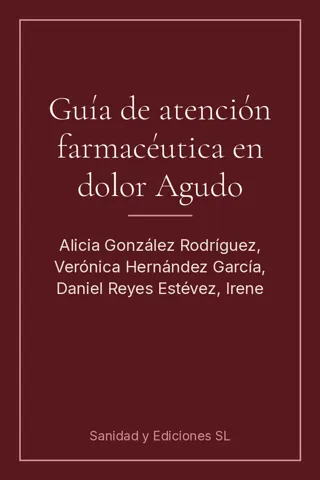 Guía de atención
farmacéutica en
dolor Agudo
Alicia González Rodríguez,
Verónica Hernández García,
Daniel Reyes Estévez, Irene
Sanidad y Ediciones SL